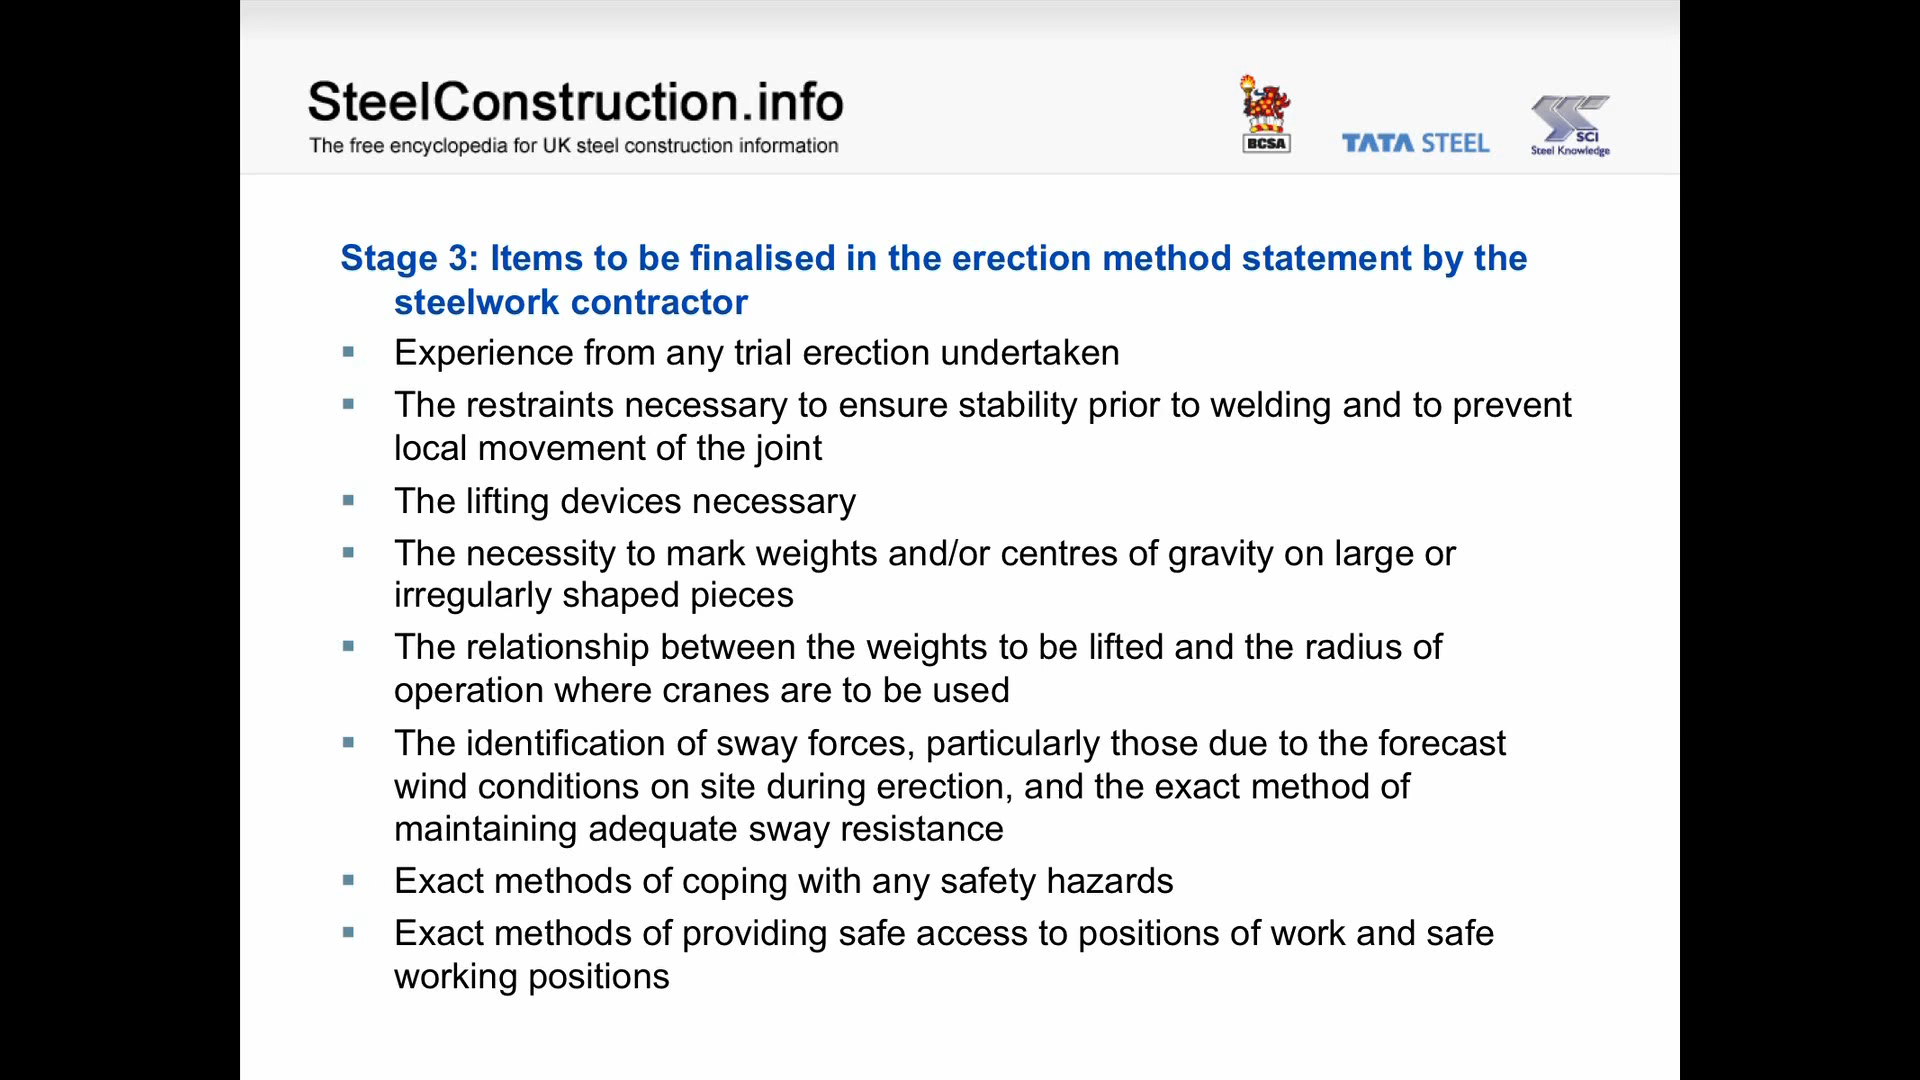 SteelConstruction.info
The free encyclopedia for UK steel construction information
BCSA
TATA STEEL
SCI
Steel Knowledge
Stage 3: Items to be finalised in the erection method statement by the
steelwork contractor
▪ Experience from any trial erection undertaken
▪ The restraints necessary to ensure stability prior to welding and to prevent
local movement of the joint
▪ The lifting devices necessary
▪ The necessity to mark weights and/or centres of gravity on large or
irregularly shaped pieces
▪ The relationship between the weights to be lifted and the radius of
operation where cranes are to be used
▪ The identification of sway forces, particularly those due to the forecast
wind conditions on site during erection, and the exact method of
maintaining adequate sway resistance
▪ Exact methods of coping with any safety hazards
▪ Exact methods of providing safe access to positions of work and safe
working positions